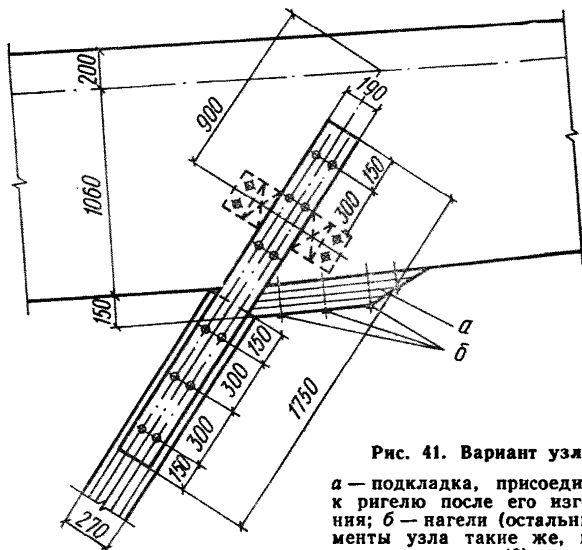 200
900
190
150
300
1060
150
а
б
150
300
300
150
1750
270
Рис. 41. Вариант узл
а — подкладка, присоеди
к ригелю после его изг
ния; б — нагели (остальн
менты узла такие же,